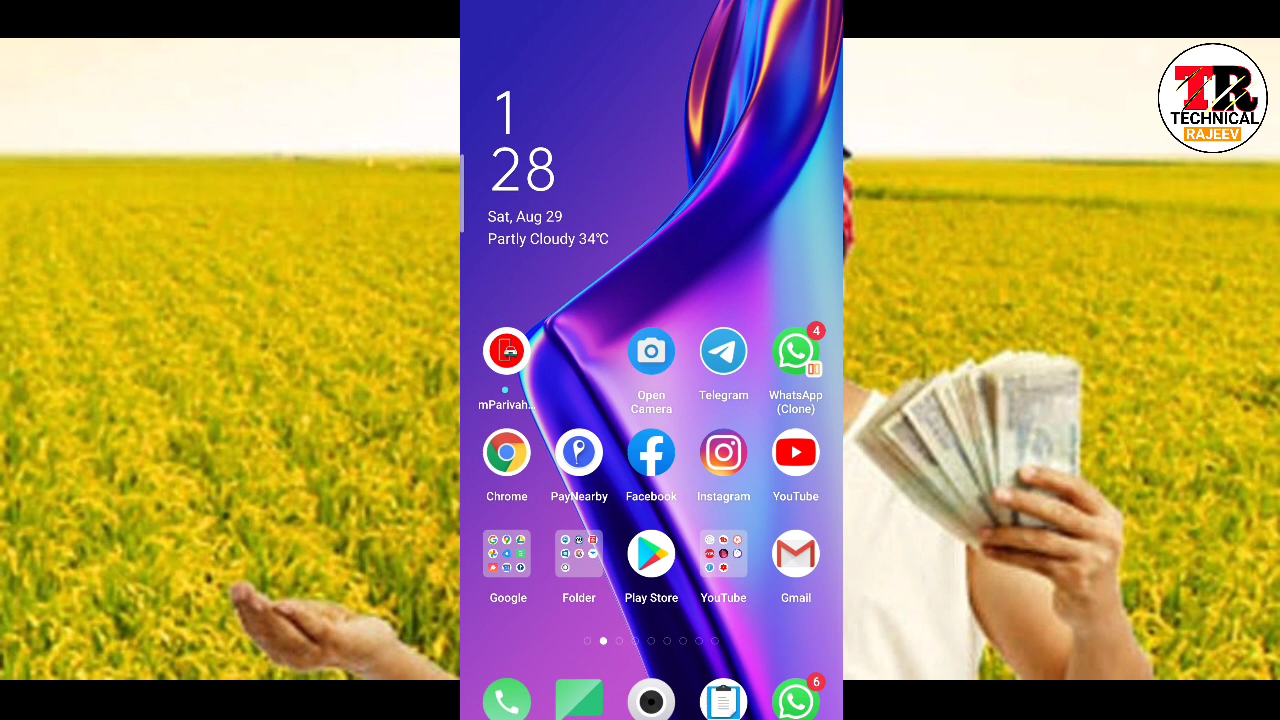 TR
TECHNICAL
RAJEEV
1
28
Sat, Aug 29
Partly Cloudy 34℃
4
mParivah...
Open
Camera
Telegram
WhatsApp
(Clone)
Chrome
PayNearby
Facebook
Instagram
YouTube
Google
Folder
Play Store
YouTube
Gmail
6